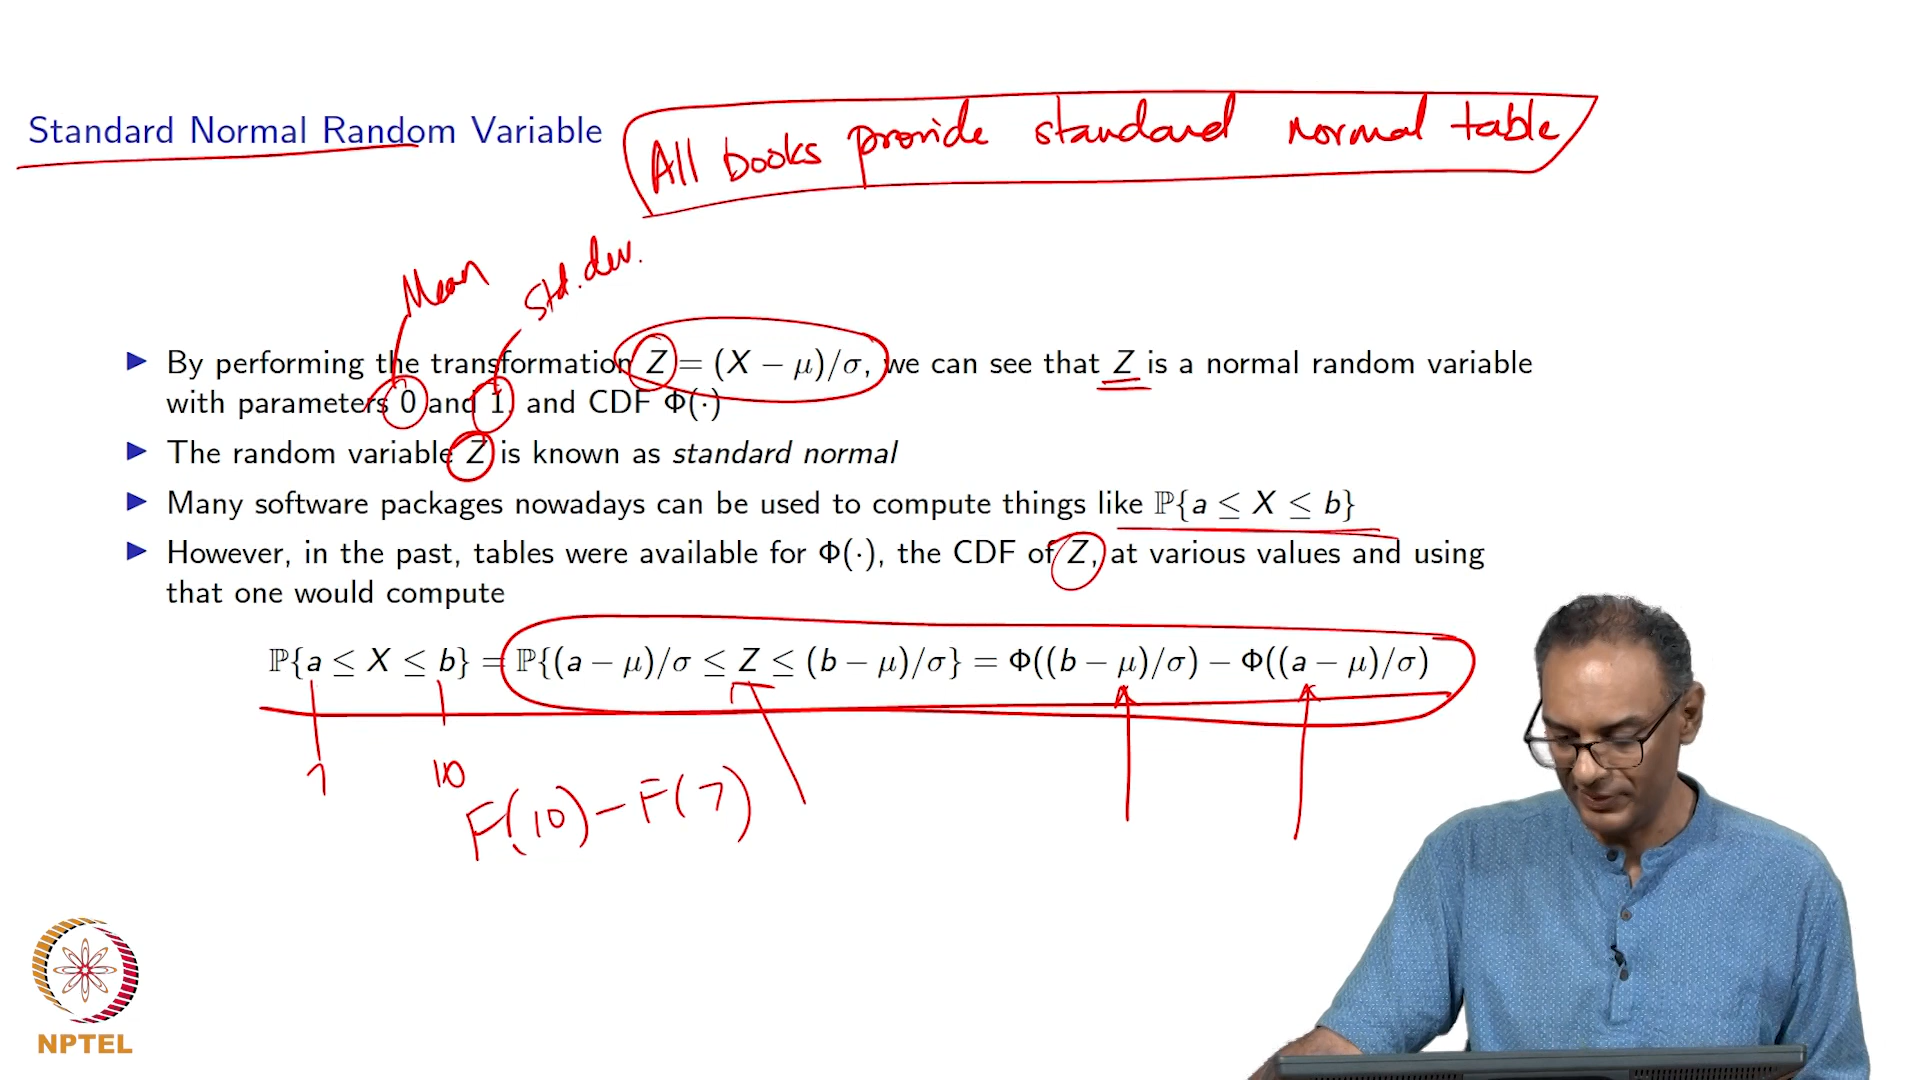 Standard Normal Random Variable
All books provide standard normal table
Mean
Std. dev.
▶ By performing the transformation Z = (X − μ)/σ, we can see that Z is a normal random variable
with parameters 0 and 1, and CDF Φ(·)
▶ The random variable Z is known as standard normal
▶ Many software packages nowadays can be used to compute things like ℙ{a ≤ X ≤ b}
▶ However, in the past, tables were available for Φ(·), the CDF of Z, at various values and using
that one would compute
ℙ{a ≤ X ≤ b} = ℙ{(a − μ)/σ ≤ Z ≤ (b − μ)/σ} = Φ((b − μ)/σ) − Φ((a − μ)/σ)
7 10
F(10) − F(7)
NPTEL